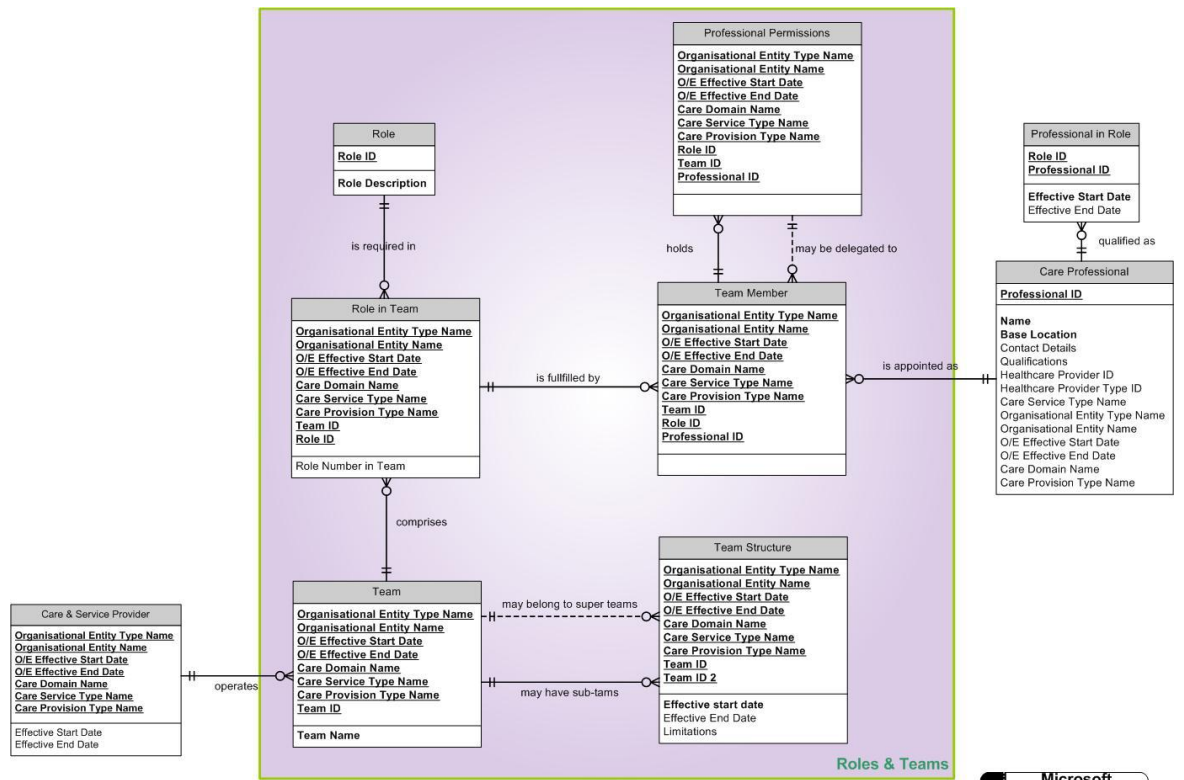 Professional Permissions
Organisational Entity Type Name
Organisational Entity Name
O/E Effective Start Date
O/E Effective End Date
Care Domain Name
Care Service Type Name
Care Provision Type Name
Role ID
Team ID
Professional ID
Role
Role ID
Role Description
Professional in Role
Role ID
Professional ID
Effective Start Date
Effective End Date
is required in
holds
may be delegated to
qualified as
Role in Team
Organisational Entity Type Name
Organisational Entity Name
O/E Effective Start Date
O/E Effective End Date
Care Domain Name
Care Service Type Name
Care Provision Type Name
Team ID
Role ID
Role Number in Team
is fullfilled by
Team Member
Organisational Entity Type Name
Organisational Entity Name
O/E Effective Start Date
O/E Effective End Date
Care Domain Name
Care Service Type Name
Care Provision Type Name
Team ID
Role ID
Professional ID
is appointed as
Care Professional
Professional ID
Name
Base Location
Contact Details
Qualifications
Healthcare Provider ID
Healthcare Provider Type ID
Care Service Type Name
Organisational Entity Type Name
Organisational Entity Name
O/E Effective Start Date
O/E Effective End Date
Care Domain Name
Care Provision Type Name
comprises
Care & Service Provider
Organisational Entity Type Name
Organisational Entity Name
O/E Effective Start Date
O/E Effective End Date
Care Domain Name
Care Service Type Name
Care Provision Type Name
Effective Start Date
Effective End Date
operates
Team
Organisational Entity Type Name
Organisational Entity Name
O/E Effective Start Date
O/E Effective End Date
Care Domain Name
Care Service Type Name
Care Provision Type Name
Team ID
Team Name
may belong to super teams
may have sub-tams
Team Structure
Organisational Entity Type Name
Organisational Entity Name
O/E Effective Start Date
O/E Effective End Date
Care Domain Name
Care Service Type Name
Care Provision Type Name
Team ID
Team ID 2
Effective start date
Effective End Date
Limitations
Roles & Teams
Microsoft